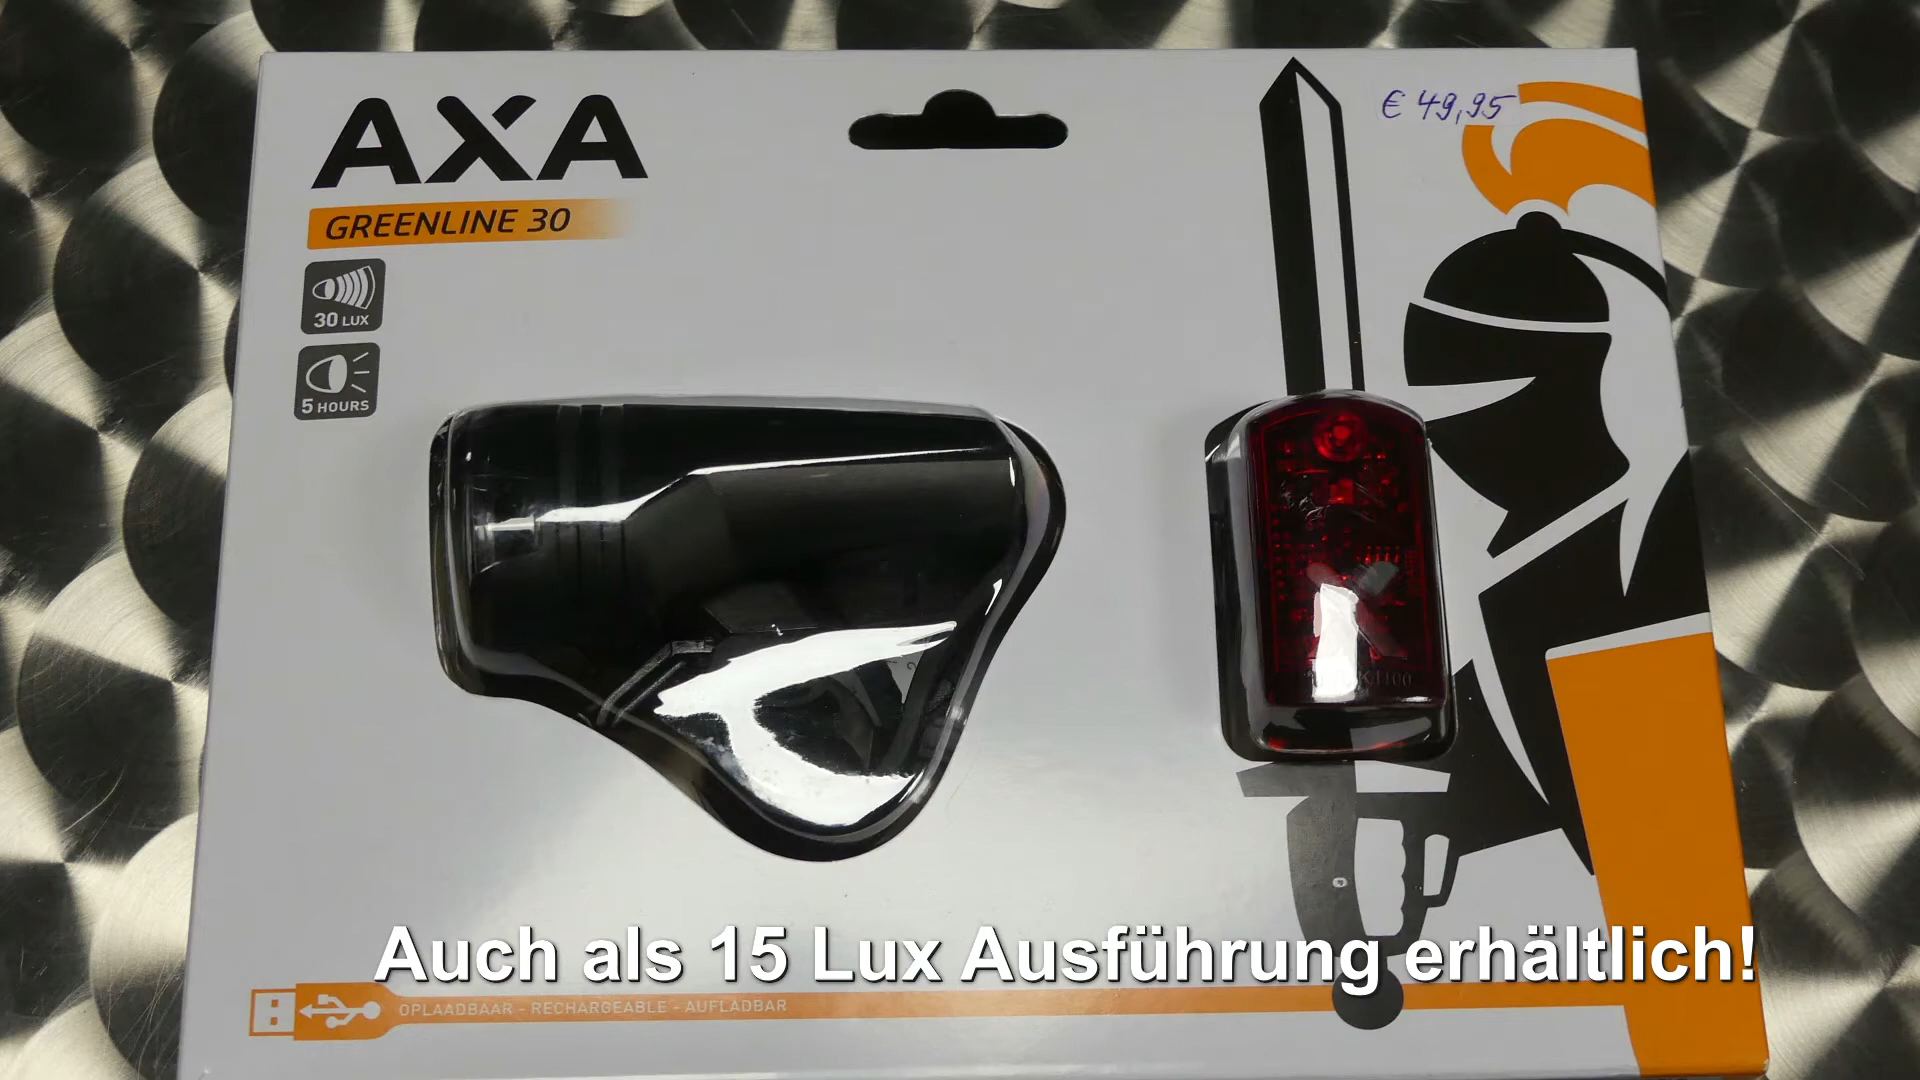 AXA
€ 49,95
GREENLINE 30
30 LUX
5 HOURS
Auch als 15 Lux Ausführung erhältlich!
OPLAADBAAR - RECHARGEABLE - AUFLADBAR